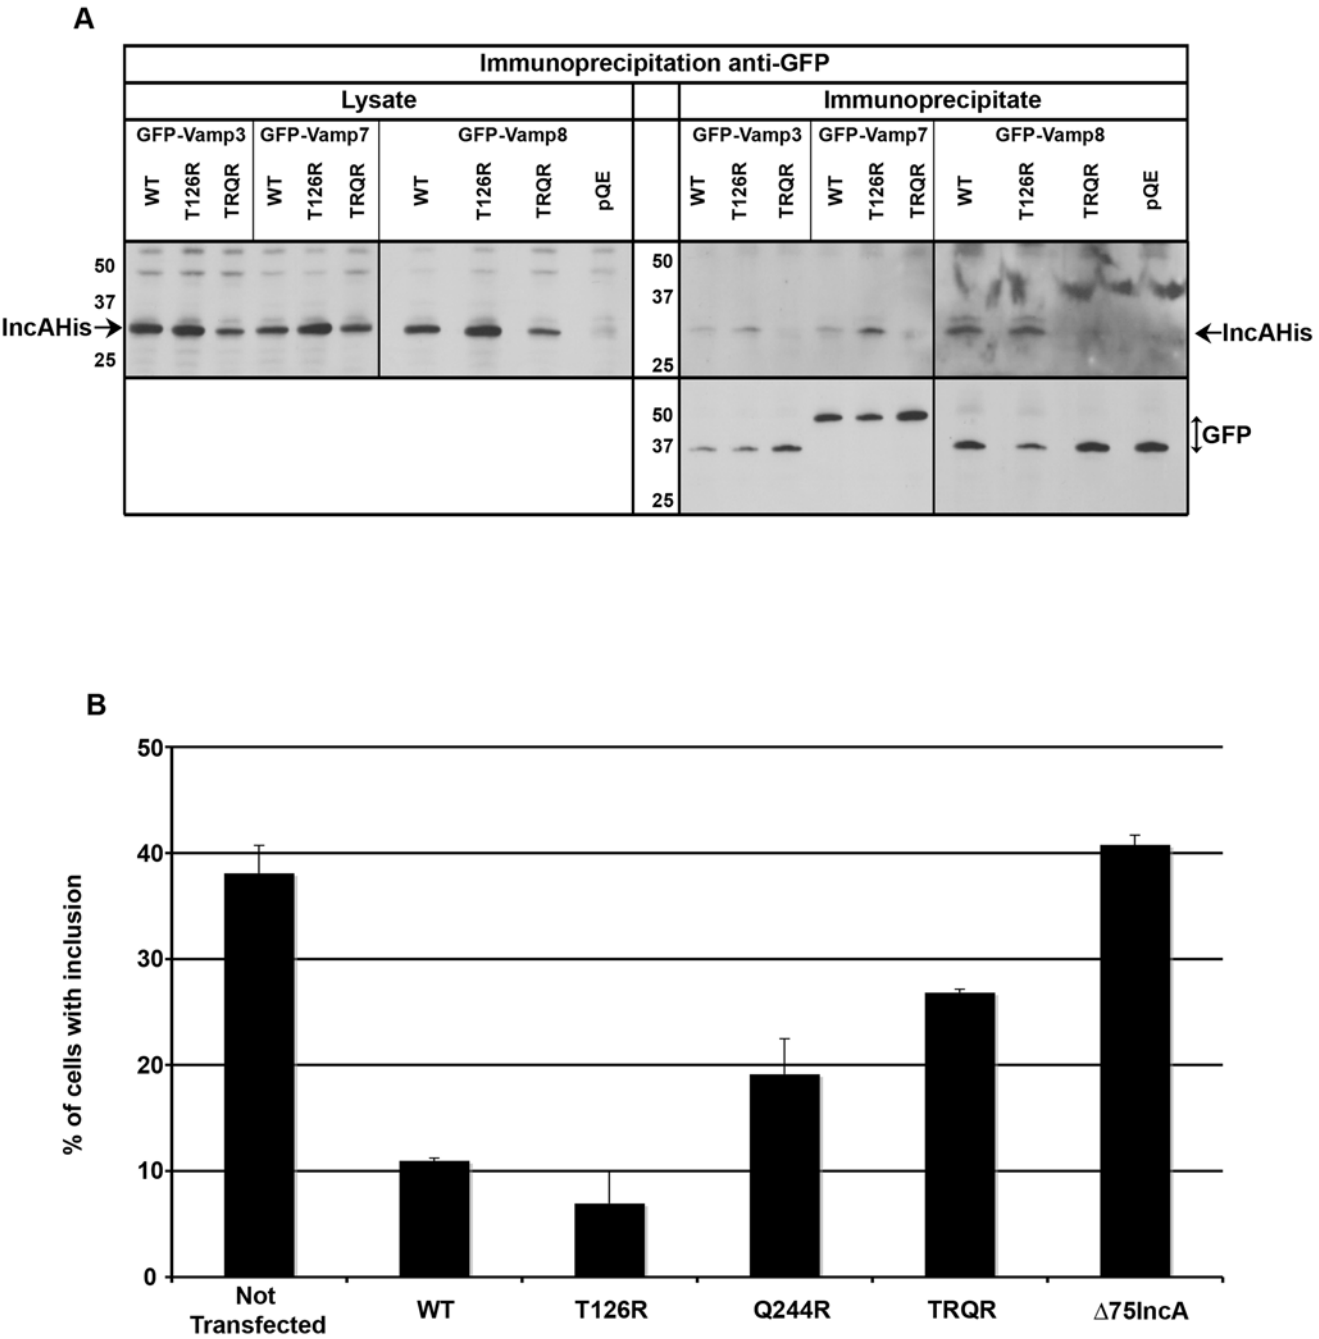 A
Immunoprecipitation anti-GFP
Lysate Immunoprecipitate
GFP-Vamp3 GFP-Vamp7 GFP-Vamp8 GFP-Vamp3 GFP-Vamp7 GFP-Vamp8
WT T126R TRQR WT T126R TRQR WT T126R TRQR pQE WT T126R TRQR WT T126R TRQR WT T126R TRQR pQE
50 50
37 37
IncAHis IncAHis
25 25
50
GFP
37
25
B
50
40
30
20
10
0
% of cells with inclusion
Not Transfected WT T126R Q244R TRQR Δ75IncA